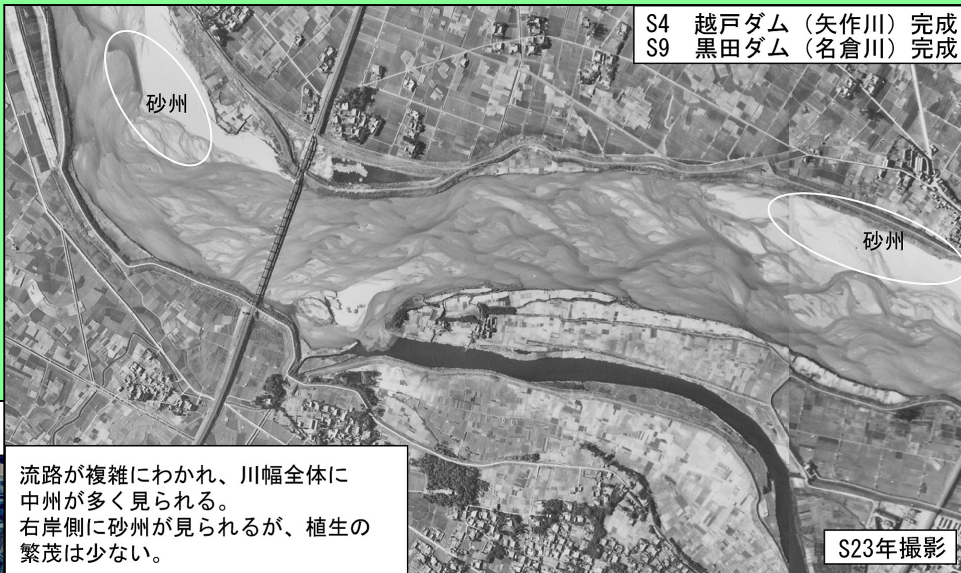 S4 越戸ダム（矢作川）完成
S9 黒田ダム（名倉川）完成
砂州
砂州
流路が複雑にわかれ、川幅全体に
中州が多く見られる。
右岸側に砂州が見られるが、植生の
繁茂は少ない。
S23年撮影